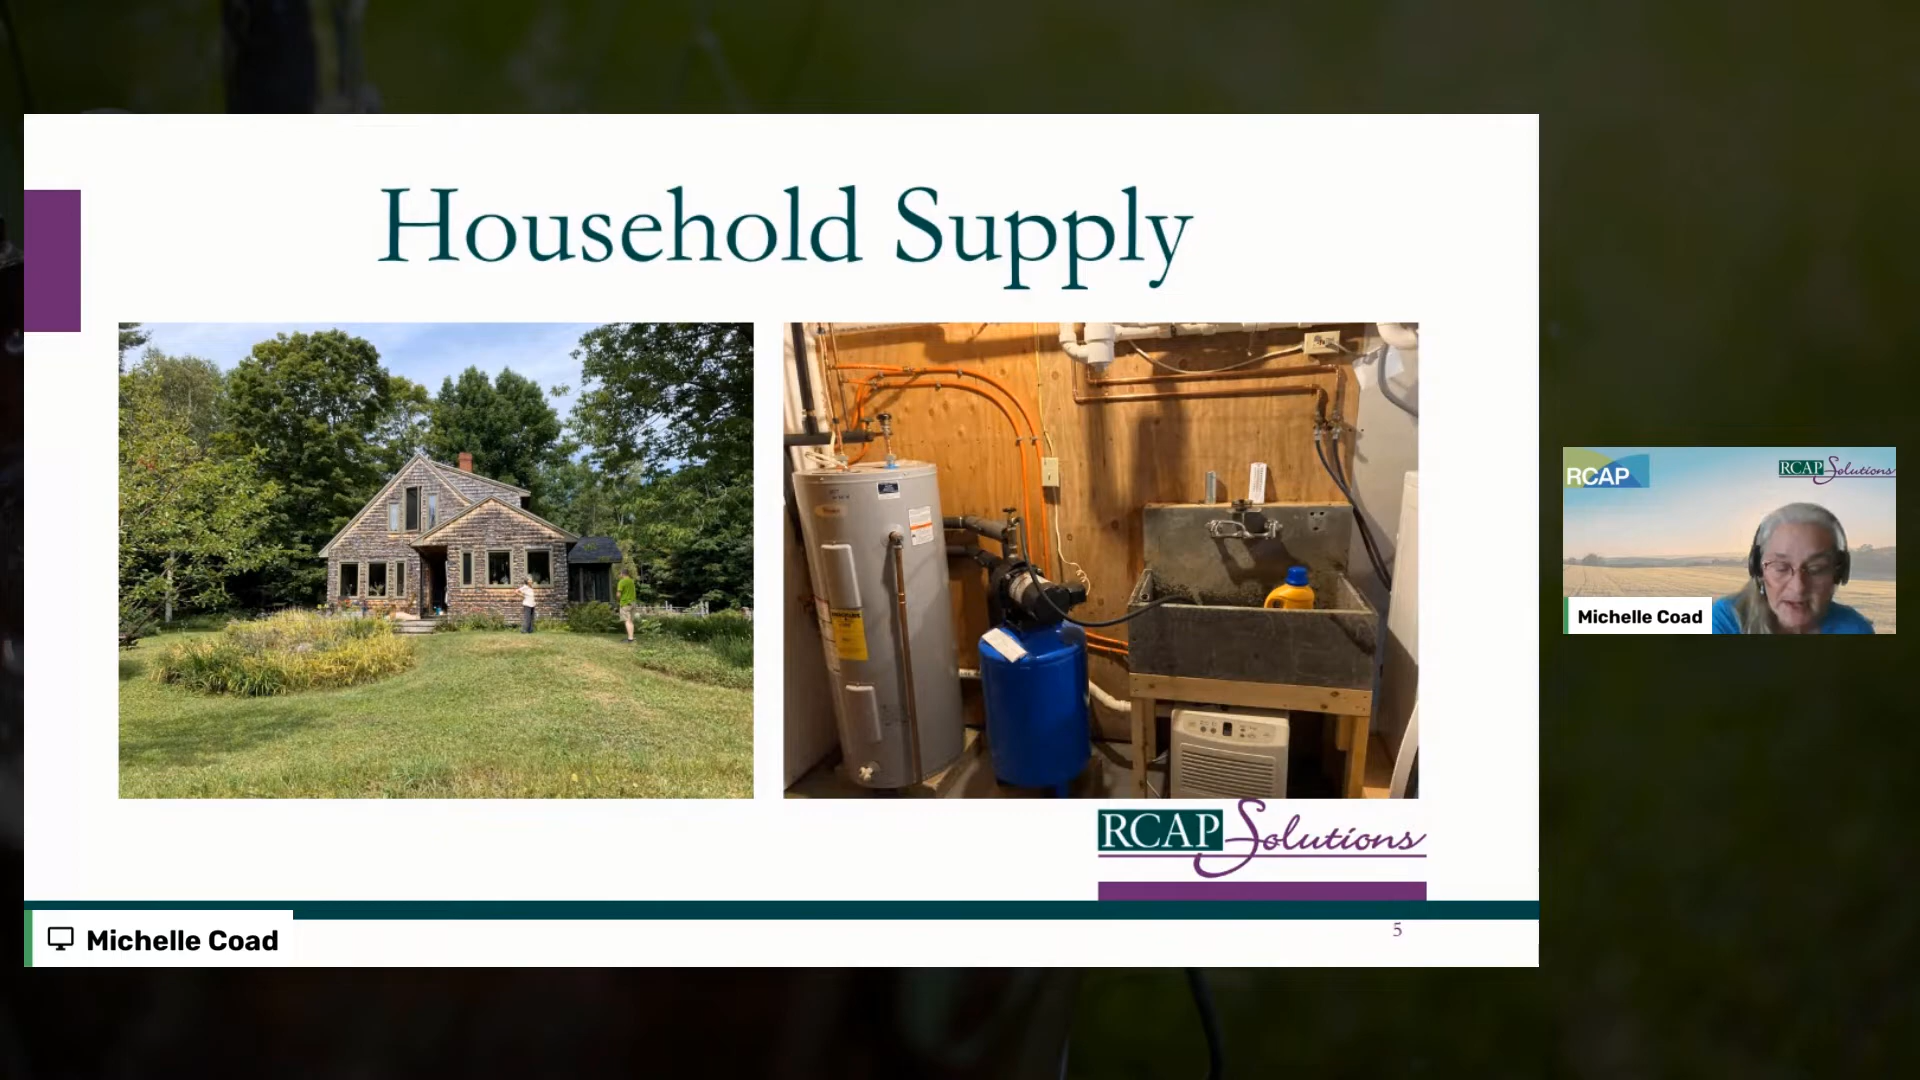 Household Supply
RCAP Solutions
5
Michelle Coad
RCAP
RCAP Solutions
Michelle Coad